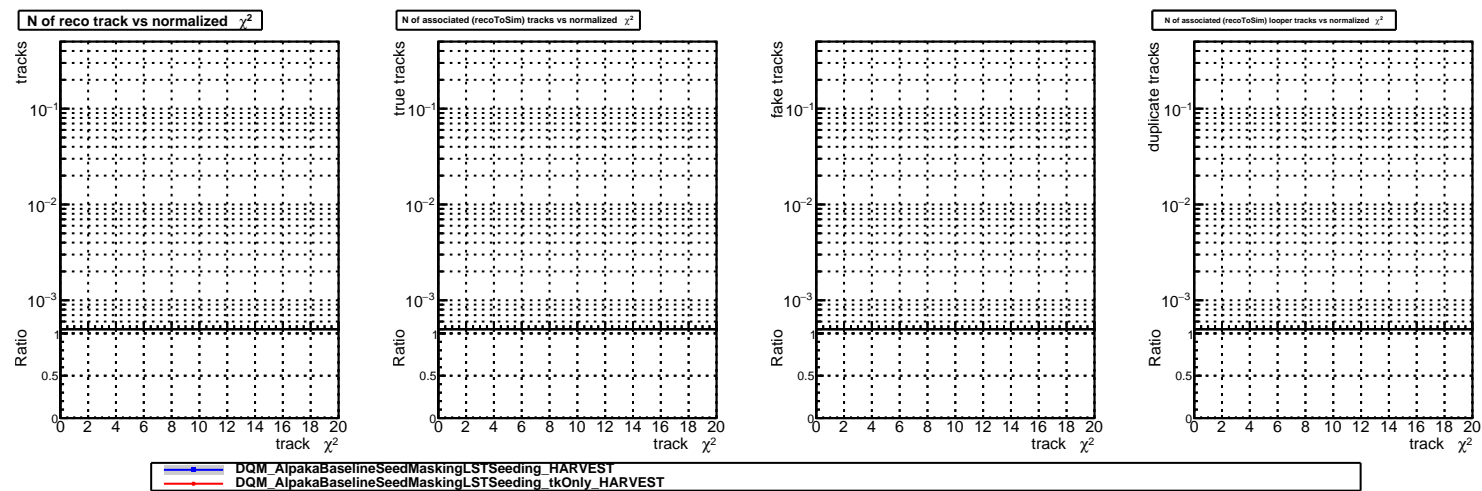 N of reco track vs normalized χ²
N of associated (recoToSim) tracks vs normalized χ²
N of associated (recoToSim) looper tracks vs normalized χ²
tracks
10⁻¹
10⁻²
10⁻³
Ratio
1
0.5
0
0 2 4 6 8 10 12 14 16 18 20
track χ²
true tracks
10⁻¹
10⁻²
10⁻³
Ratio
1
0.5
0
0 2 4 6 8 10 12 14 16 18 20
track χ²
fake tracks
10⁻¹
10⁻²
10⁻³
Ratio
1
0.5
0
0 2 4 6 8 10 12 14 16 18 20
track χ²
duplicate tracks
10⁻¹
10⁻²
10⁻³
Ratio
1
0.5
0
0 2 4 6 8 10 12 14 16 18 20
track χ²
DQM_AlpakaBaselineSeedMaskingLSTSeeding_HARVEST
DQM_AlpakaBaselineSeedMaskingLSTSeeding_tkOnly_HARVEST